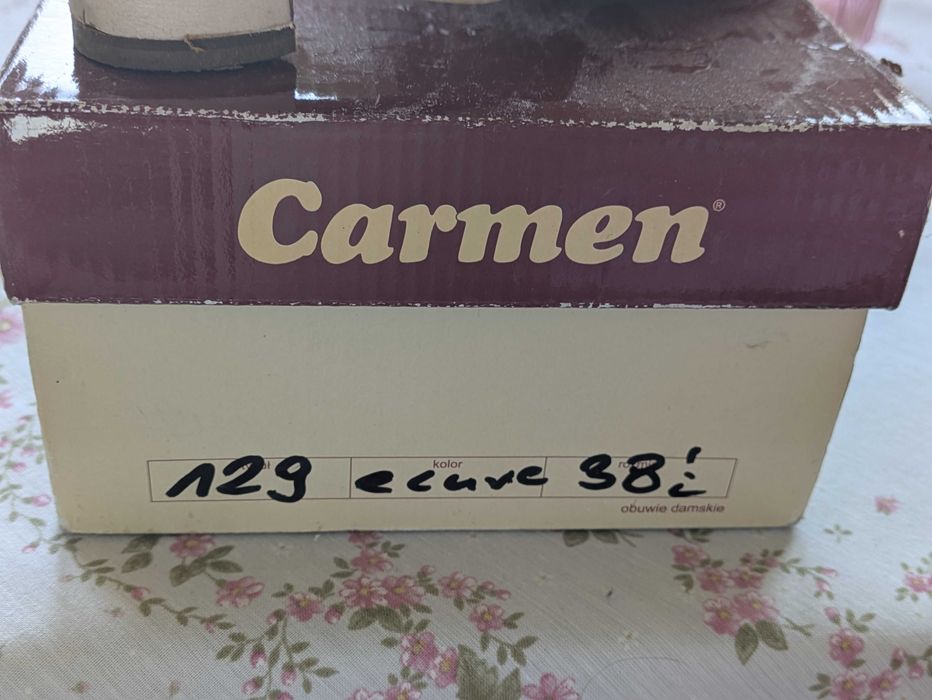 Carmen®
kolor
129 ecure 38
obuwie damskie